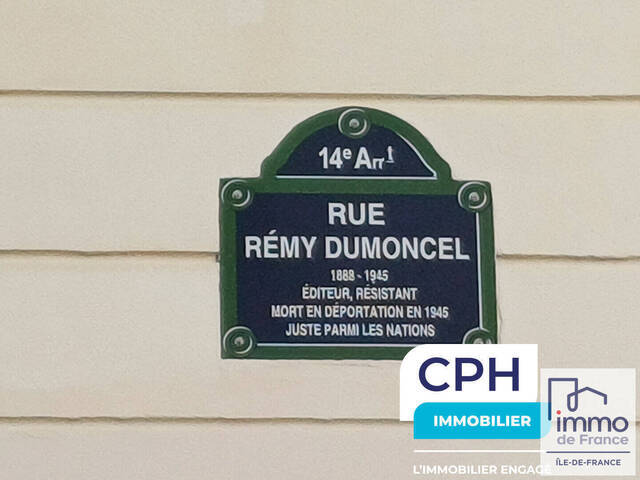 14e Arrt
RUE
RÉMY DUMONCEL
1888 - 1945
ÉDITEUR, RÉSISTANT
MORT EN DÉPORTATION EN 1945
JUSTE PARMI LES NATIONS
CPH
IMMOBILIER
L'IMMOBILIER ENGAGÉ
immo
de France
ÎLE-DE-FRANCE